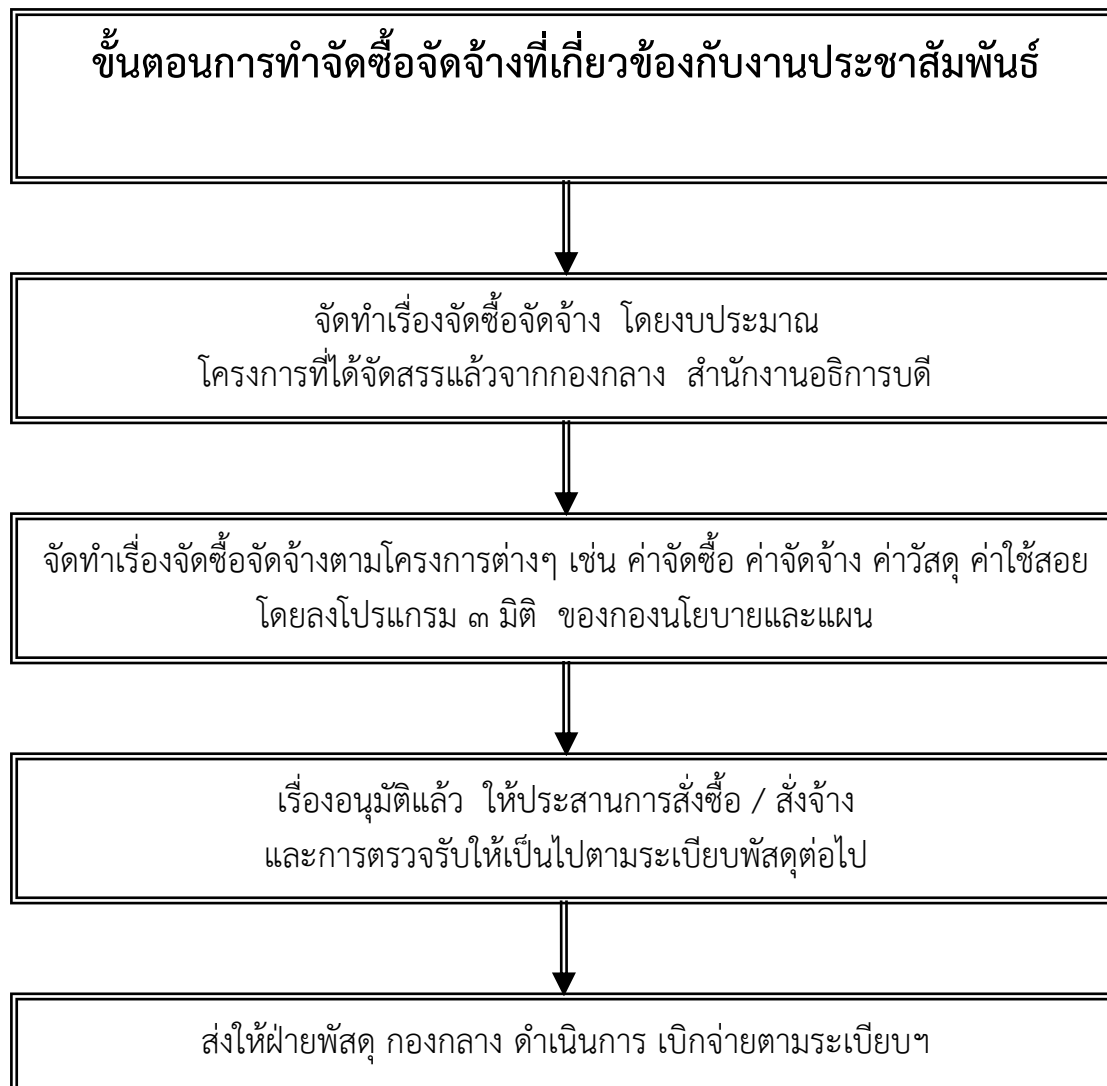 ขั้นตอนการทำจัดซื้อจัดจ้างที่เกี่ยวข้องกับงานประชาสัมพันธ์
จัดทำเรื่องจัดซื้อจัดจ้าง โดยงบประมาณ
โครงการที่ได้จัดสรรแล้วจากกองกลาง สำนักงานอธิการบดี
จัดทำเรื่องจัดซื้อจัดจ้างตามโครงการต่างๆ เช่น ค่าจัดซื้อ ค่าจัดจ้าง ค่าวัสดุ ค่าใช้สอย
โดยลงโปรแกรม ๓ มิติ ของกองนโยบายและแผน
เรื่องอนุมัติแล้ว ให้ประสานการสั่งซื้อ / สั่งจ้าง
และการตรวจรับให้เป็นไปตามระเบียบพัสดุต่อไป
ส่งให้ฝ่ายพัสดุ กองกลาง ดำเนินการ เบิกจ่ายตามระเบียบฯ